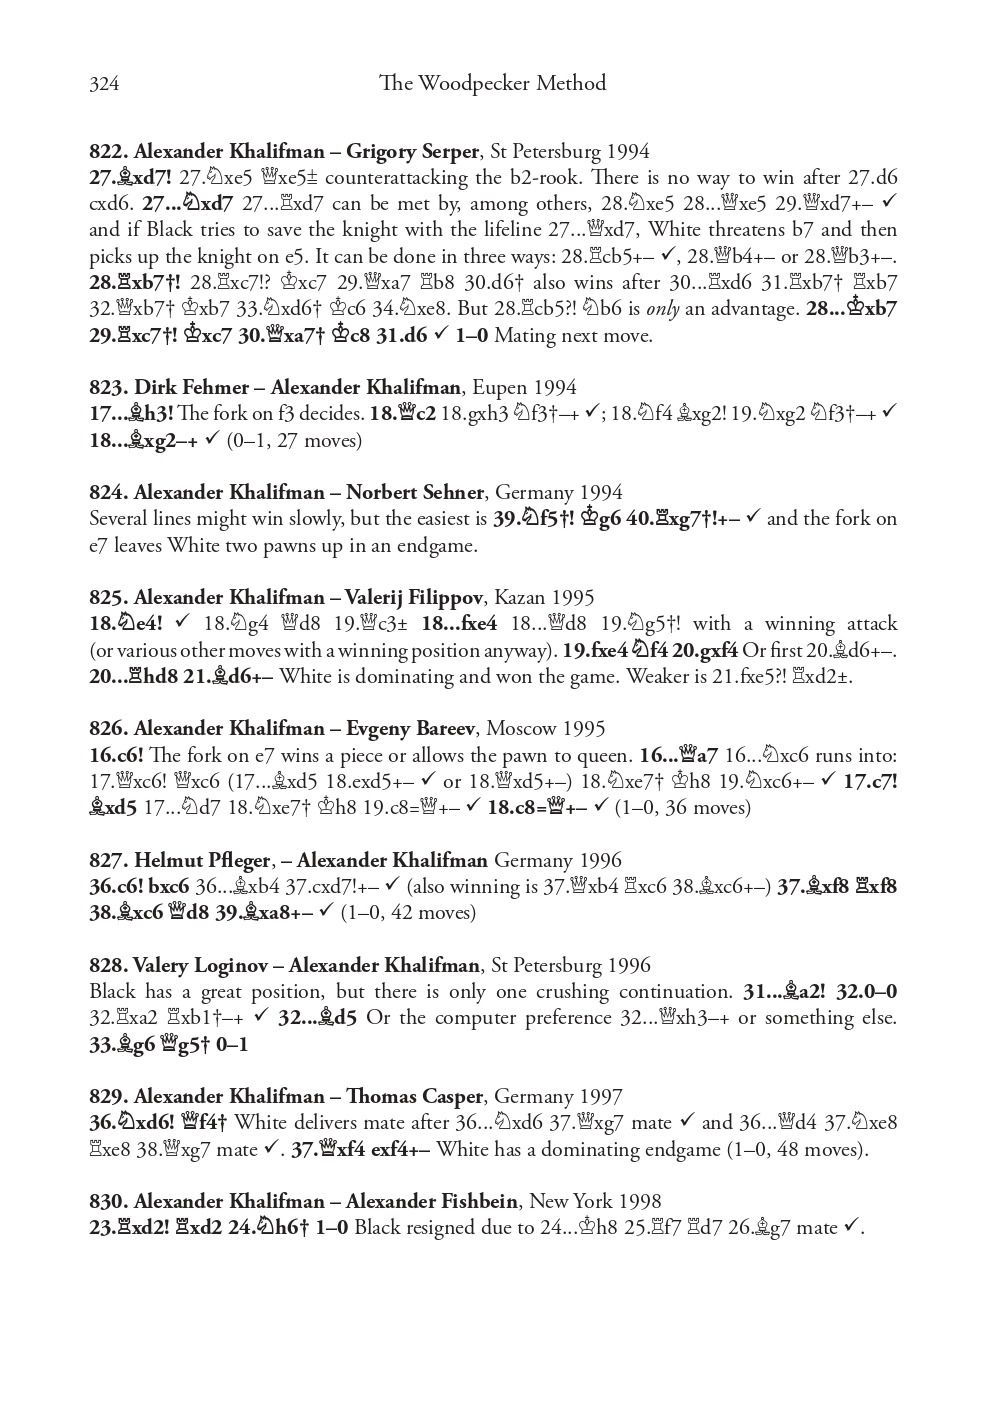 324 The Woodpecker Method
822. Alexander Khalifman – Grigory Serper, St Petersburg 1994
27.♗xd7! 27.♘xe5 ♕xe5± counterattacking the b2-rook. There is no way to win after 27.d6
cxd6. 27...♘xd7 27...♖xd7 can be met by, among others, 28.♘xe5 28...♕xe5 29.♕xd7+– ✓
and if Black tries to save the knight with the lifeline 27...♕xd7, White threatens b7 and then
picks up the knight on e5. It can be done in three ways: 28.♖cb5+– ✓, 28.♕b4+– or 28.♕b3+–.
28.♖xb7†! 28.♖xc7!? ♔xc7 29.♕xa7 ♖b8 30.d6† also wins after 30...♖xd6 31.♖xb7† ♖xb7
32.♕xb7† ♔xb7 33.♘xd6† ♔c6 34.♘xe8. But 28.♖cb5?! ♘b6 is only an advantage. 28...♔xb7
29.♖xc7†! ♔xc7 30.♕xa7† ♔c8 31.d6 ✓ 1–0 Mating next move.
823. Dirk Fehmer – Alexander Khalifman, Eupen 1994
17...♗h3! The fork on f3 decides. 18.♕c2 18.gxh3 ♘f3†–+ ✓; 18.♘f4 ♗xg2! 19.♘xg2 ♘f3†–+ ✓
18...♗xg2–+ ✓ (0–1, 27 moves)
824. Alexander Khalifman – Norbert Sehner, Germany 1994
Several lines might win slowly, but the easiest is 39.♘f5†! ♔g6 40.♖xg7†!+– ✓ and the fork on
e7 leaves White two pawns up in an endgame.
825. Alexander Khalifman – Valerij Filippov, Kazan 1995
18.♘e4! ✓ 18.♘g4 ♕d8 19.♕c3± 18...fxe4 18...♕d8 19.♘g5†! with a winning attack
(or various other moves with a winning position anyway). 19.fxe4 ♘f4 20.gxf4 Or first 20.♗d6+–.
20...♖hd8 21.♗d6+– White is dominating and won the game. Weaker is 21.fxe5?! ♖xd2±.
826. Alexander Khalifman – Evgeny Bareev, Moscow 1995
16.c6! The fork on e7 wins a piece or allows the pawn to queen. 16...♕a7 16...♘xc6 runs into:
17.♕xc6! ♕xc6 (17...♗xd5 18.exd5+– ✓ or 18.♕xd5+–) 18.♘xe7† ♔h8 19.♘xc6+– ✓ 17.c7!
♗xd5 17...♘d7 18.♘xe7† ♔h8 19.c8=♕+– ✓ 18.c8=♕+– ✓ (1–0, 36 moves)
827. Helmut Pfleger, – Alexander Khalifman Germany 1996
36.c6! bxc6 36...♗xb4 37.cxd7!+– ✓ (also winning is 37.♕xb4 ♖xc6 38.♗xc6+–) 37.♗xf8 ♖xf8
38.♗xc6 ♕d8 39.♗xa8+– ✓ (1–0, 42 moves)
828. Valery Loginov – Alexander Khalifman, St Petersburg 1996
Black has a great position, but there is only one crushing continuation. 31...♗a2! 32.0–0
32.♖xa2 ♖xb1†–+ ✓ 32...♗d5 Or the computer preference 32...♕xh3–+ or something else.
33.♗g6 ♕g5† 0–1
829. Alexander Khalifman – Thomas Casper, Germany 1997
36.♘xd6! ♕f4† White delivers mate after 36...♘xd6 37.♕xg7 mate ✓ and 36...♕d4 37.♘xe8
♖xe8 38.♕xg7 mate ✓. 37.♕xf4 exf4+– White has a dominating endgame (1–0, 48 moves).
830. Alexander Khalifman – Alexander Fishbein, New York 1998
23.♖xd2! ♖xd2 24.♘h6† 1–0 Black resigned due to 24...♔h8 25.♖f7 ♖d7 26.♗g7 mate ✓.